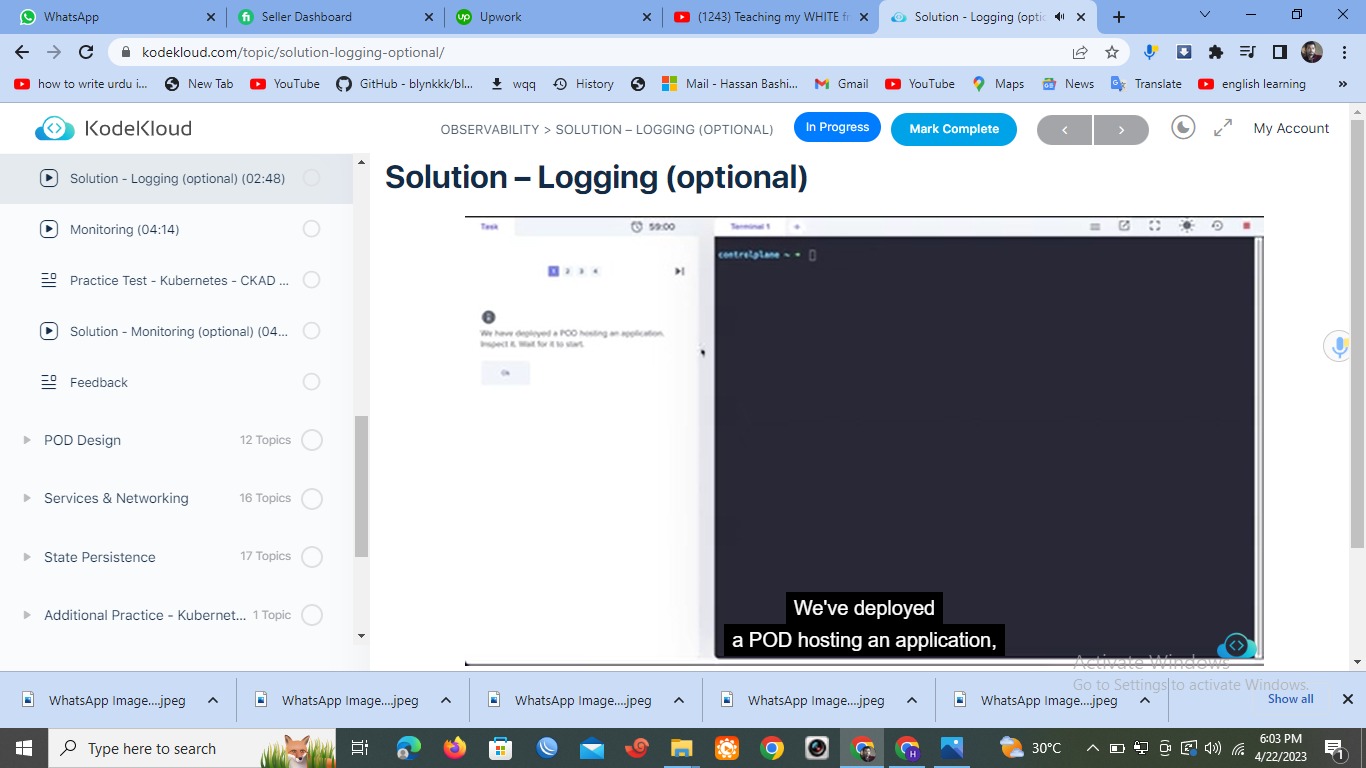 WhatsApp
Seller Dashboard
Upwork
(1243) Teaching my WHITE fr
Solution - Logging (optic
kodekloud.com/topic/solution-logging-optional/
how to write urdu i...
New Tab
YouTube
GitHub - blynkkk/bl...
wqq
History
Mail - Hassan Bashi...
Gmail
YouTube
Maps
News
Translate
english learning
KodeKloud
OBSERVABILITY > SOLUTION – LOGGING (OPTIONAL)
In Progress
Mark Complete
My Account
Solution - Logging (optional) (02:48)
Monitoring (04:14)
Practice Test - Kubernetes - CKAD ...
Solution - Monitoring (optional) (04...
Feedback
POD Design
12 Topics
Services & Networking
16 Topics
State Persistence
17 Topics
Additional Practice - Kubernet...
1 Topic
Solution – Logging (optional)
Task
59:00
Terminal 1
+
1 2 3 4
We have deployed a POD hosting an application.
Inspect it. Wait for it to start.
Ok
controlplane ~ ➜
We've deployed
a POD hosting an application,
Activate Windows
Go to Settings to activate Windows.
WhatsApp Image....jpeg
WhatsApp Image....jpeg
WhatsApp Image....jpeg
WhatsApp Image....jpeg
WhatsApp Image....jpeg
Show all
Type here to search
30°C
6:03 PM
4/22/2023
1